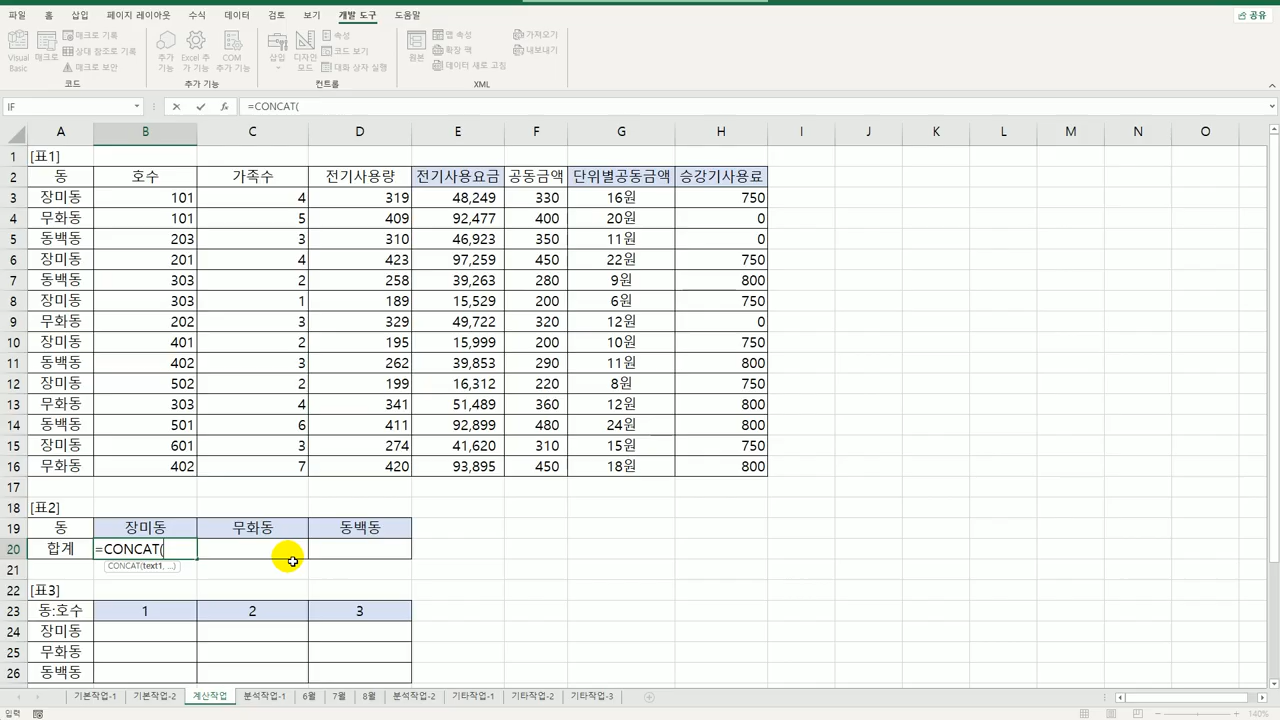 파일 홈 삽입 페이지 레이아웃 수식 데이터 검토 보기 개발 도구 도움말 공유
Visual Basic 매크로 매크로 기록 상대 참조로 기록 매크로 보안 추가 기능 Excel 추가 기능 COM 추가 기능 삽입 디자인 모드 속성 코드 보기 대화 상자 실행 원본 맵 속성 확장 팩 데이터 새로 고침 가져오기 내보내기
코드 추가 기능 컨트롤 XML
IF =CONCAT(
A B C D E F G H I J K L M N O
1 [표1]
2 동 호수 가족수 전기사용량 전기사용요금 공동금액 단위별공동금액 승강기사용료
3 장미동 101 4 319 48,249 330 16원 750
4 무화동 101 5 409 92,477 400 20원 0
5 동백동 203 3 310 46,923 350 11원 0
6 장미동 201 4 423 97,259 450 22원 750
7 동백동 303 2 258 39,263 280 9원 800
8 장미동 303 1 189 15,529 200 6원 750
9 무화동 202 3 329 49,722 320 12원 0
10 장미동 401 2 195 15,999 200 10원 750
11 동백동 402 3 262 39,853 290 11원 800
12 장미동 502 2 199 16,312 220 8원 750
13 무화동 303 4 341 51,489 360 12원 800
14 동백동 501 6 411 92,899 480 24원 800
15 장미동 601 3 274 41,620 310 15원 750
16 무화동 402 7 420 93,895 450 18원 800
17
18 [표2]
19 동 장미동 무화동 동백동
20 합계 =CONCAT(
21 CONCAT(text1, ...)
22 [표3]
23 동:호수 1 2 3
24 장미동
25 무화동
26 동백동
기본작업-1 기본작업-2 계산작업 분석작업-1 6월 7월 8월 분석작업-2 기타작업-1 기타작업-2 기타작업-3
입력 140%